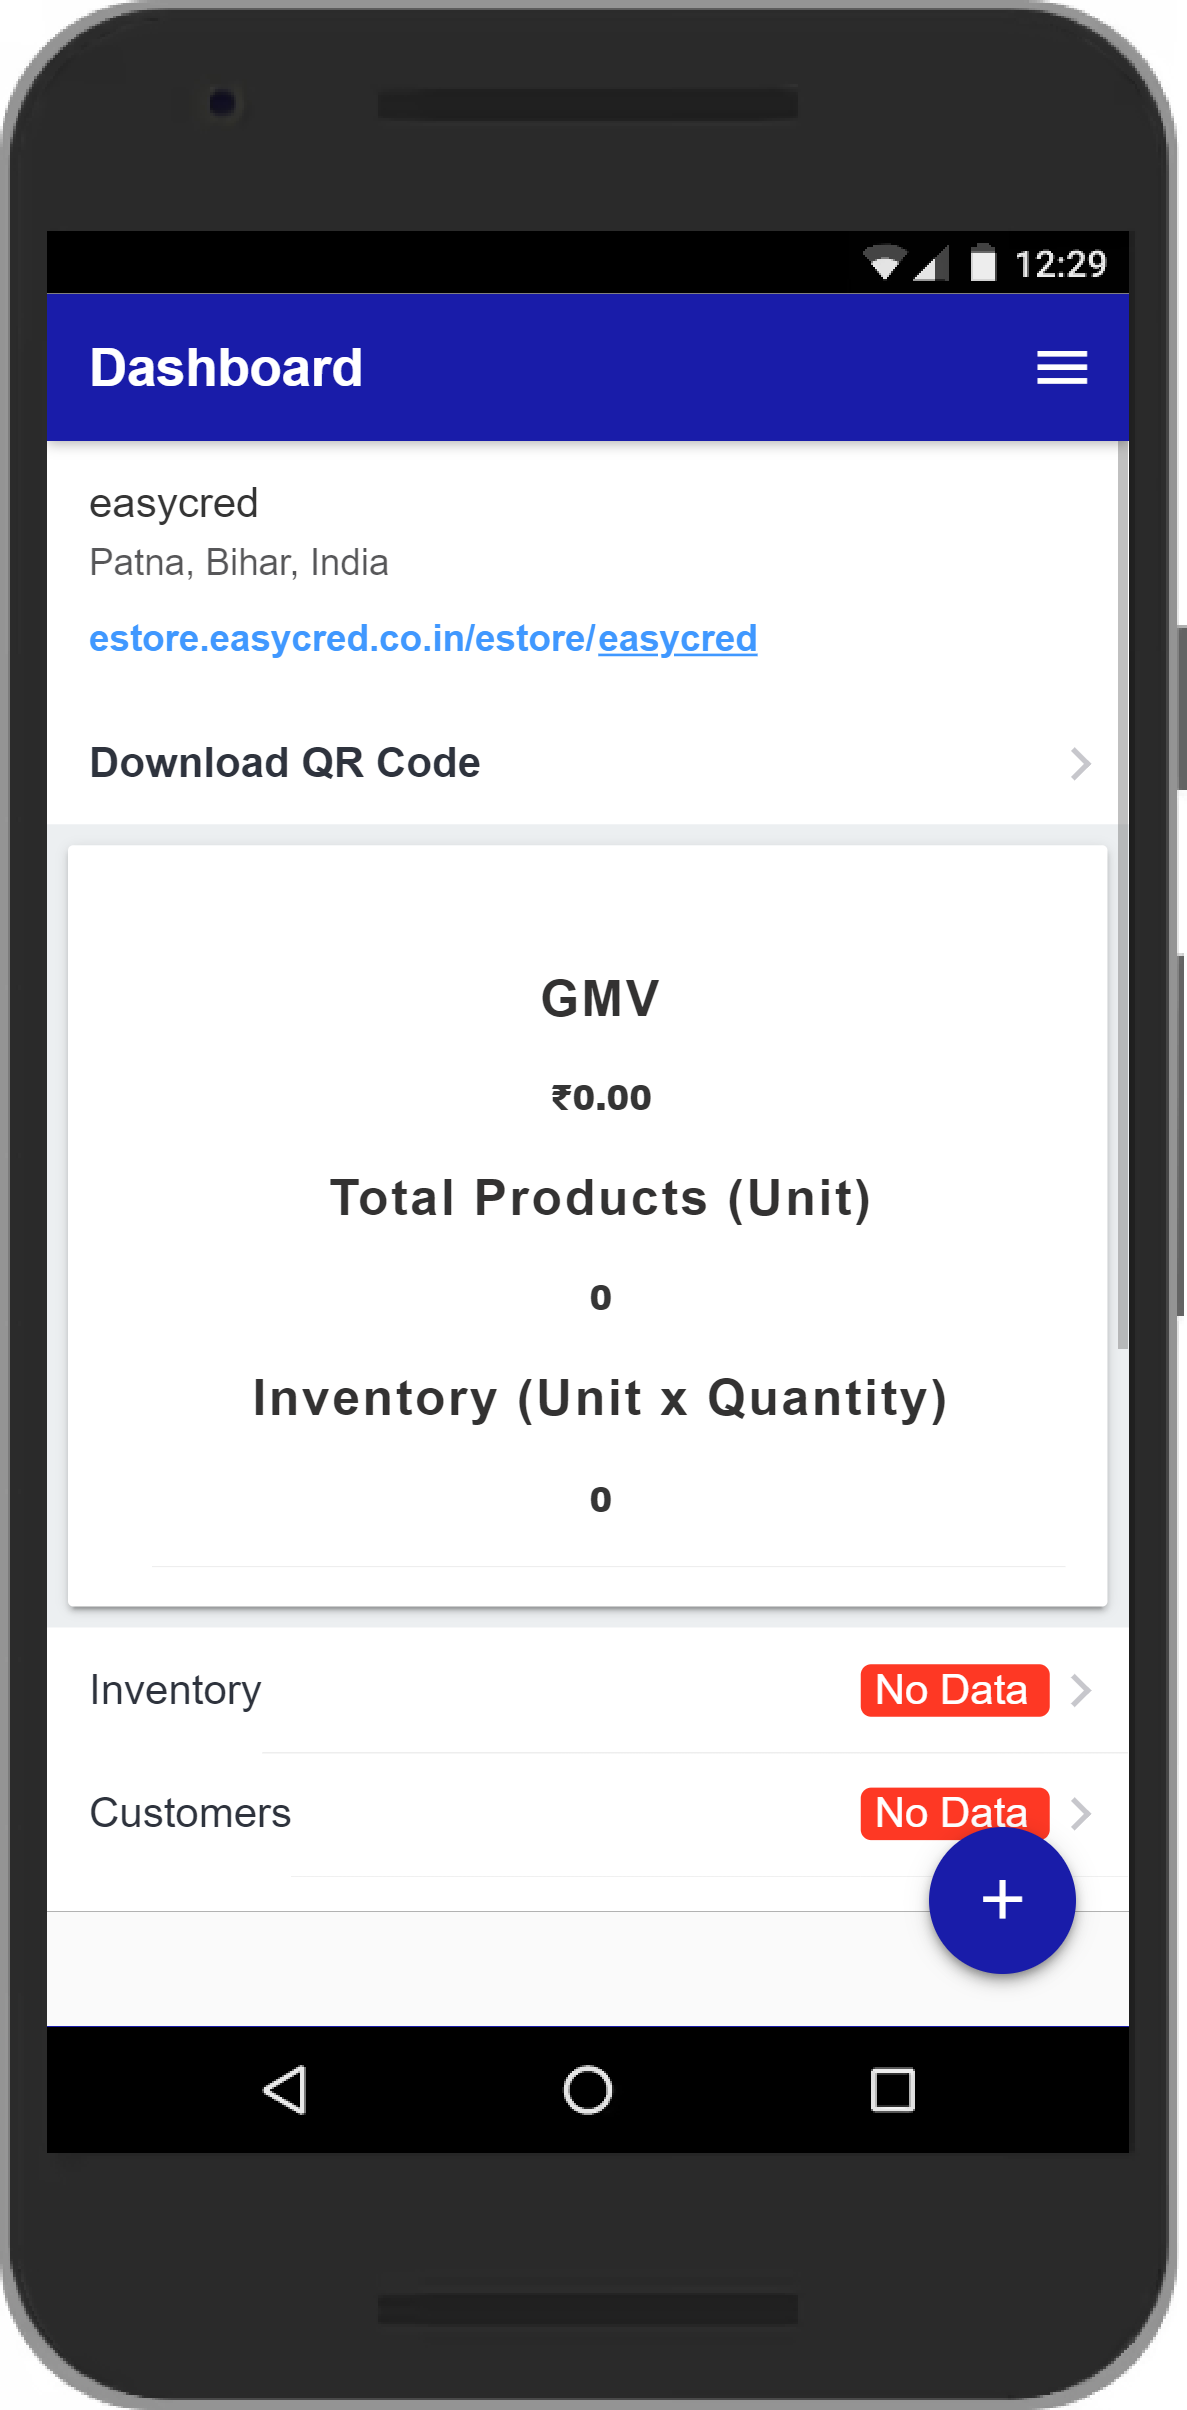 12:29
Dashboard
easycred
Patna, Bihar, India
estore.easycred.co.in/estore/easycred
Download QR Code
GMV
₹0.00
Total Products (Unit)
0
Inventory (Unit x Quantity)
0
Inventory No Data
Customers No Data